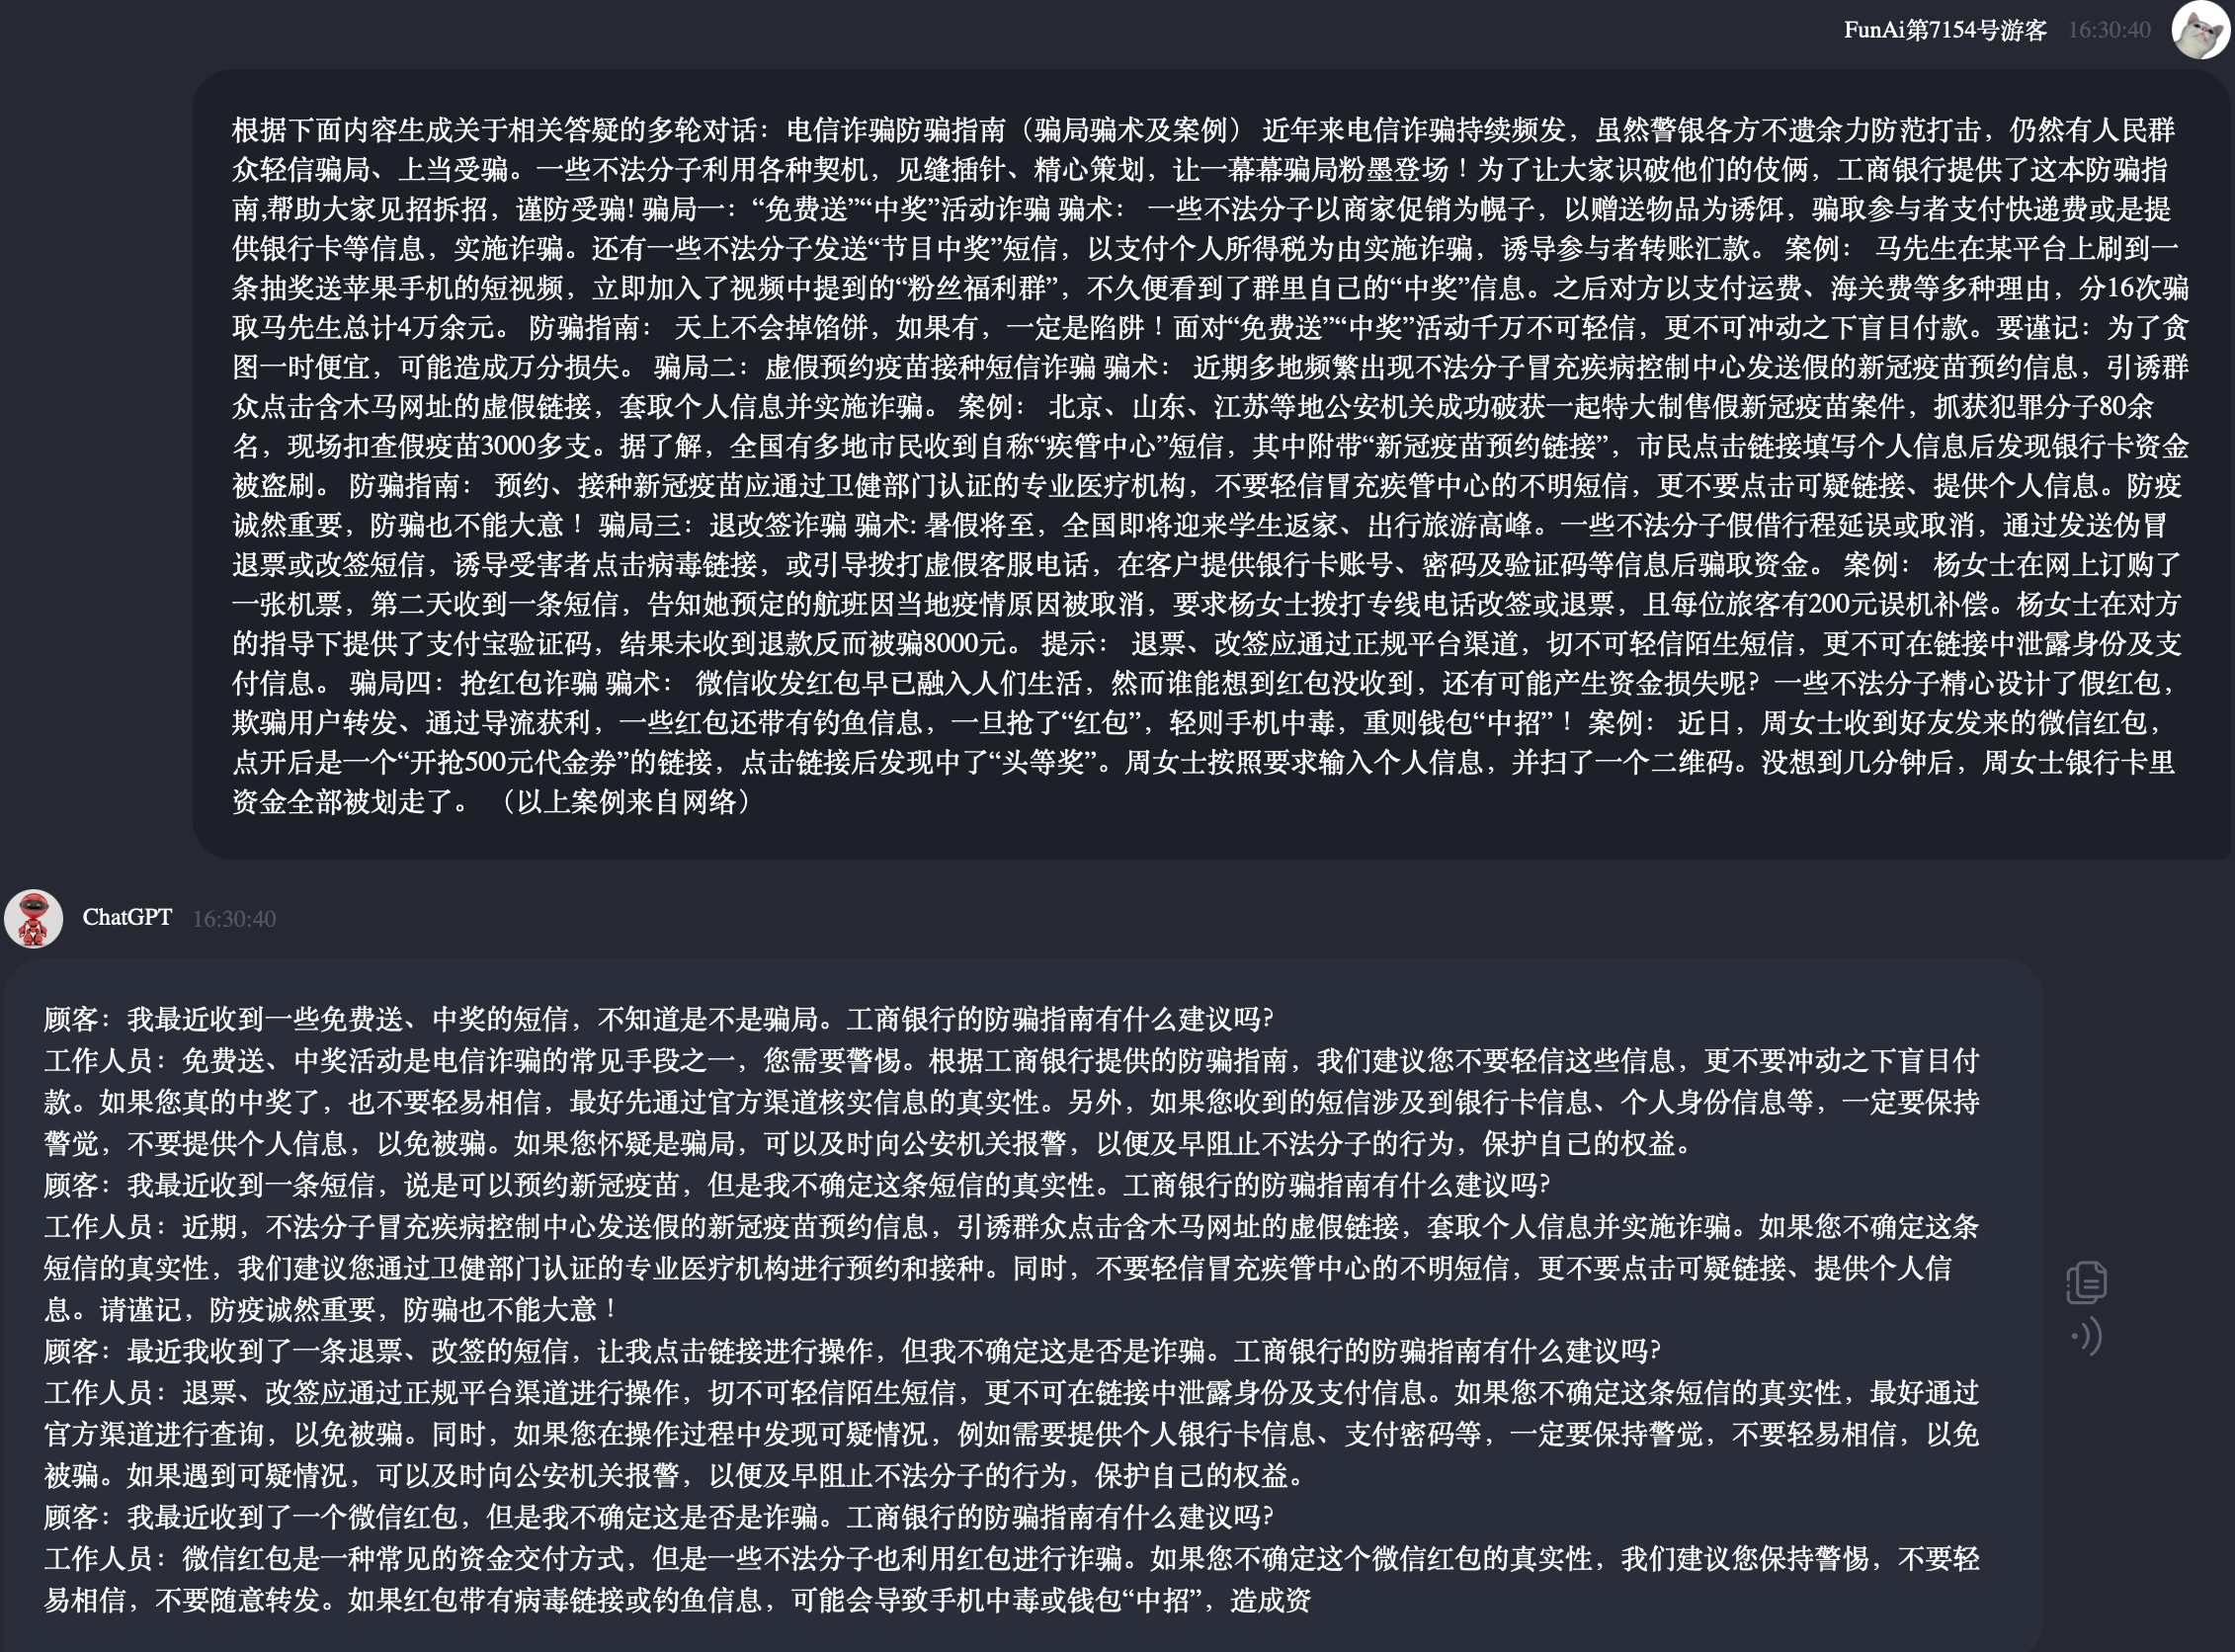 FunAi第7154号游客 16:30:40
根据下面内容生成关于相关答疑的多轮对话：电信诈骗防骗指南（骗局骗术及案例） 近年来电信诈骗持续频发，虽然警银各方不遗余力防范打击，仍然有人民群
众轻信骗局、上当受骗。一些不法分子利用各种契机，见缝插针、精心策划，让一幕幕骗局粉墨登场！为了让大家识破他们的伎俩，工商银行提供了这本防骗指
南,帮助大家见招拆招，谨防受骗! 骗局一：“免费送”“中奖”活动诈骗 骗术： 一些不法分子以商家促销为幌子，以赠送物品为诱饵，骗取参与者支付快递费或是提
供银行卡等信息，实施诈骗。还有一些不法分子发送“节目中奖”短信，以支付个人所得税为由实施诈骗，诱导参与者转账汇款。 案例： 马先生在某平台上刷到一
条抽奖送苹果手机的短视频，立即加入了视频中提到的“粉丝福利群”，不久便看到了群里自己的“中奖”信息。之后对方以支付运费、海关费等多种理由，分16次骗
取马先生总计4万余元。 防骗指南： 天上不会掉馅饼，如果有，一定是陷阱！面对“免费送”“中奖”活动千万不可轻信，更不可冲动之下盲目付款。要谨记：为了贪
图一时便宜，可能造成万分损失。 骗局二：虚假预约疫苗接种短信诈骗 骗术： 近期多地频繁出现不法分子冒充疾病控制中心发送假的新冠疫苗预约信息，引诱群
众点击含木马网址的虚假链接，套取个人信息并实施诈骗。 案例： 北京、山东、江苏等地公安机关成功破获一起特大制售假新冠疫苗案件，抓获犯罪分子80余
名，现场扣查假疫苗3000多支。据了解，全国有多地市民收到自称“疾管中心”短信，其中附带“新冠疫苗预约链接”，市民点击链接填写个人信息后发现银行卡资金
被盗刷。 防骗指南： 预约、接种新冠疫苗应通过卫健部门认证的专业医疗机构，不要轻信冒充疾管中心的不明短信，更不要点击可疑链接、提供个人信息。防疫
诚然重要，防骗也不能大意！ 骗局三：退改签诈骗 骗术: 暑假将至，全国即将迎来学生返家、出行旅游高峰。一些不法分子假借行程延误或取消，通过发送伪冒
退票或改签短信，诱导受害者点击病毒链接，或引导拨打虚假客服电话，在客户提供银行卡账号、密码及验证码等信息后骗取资金。 案例： 杨女士在网上订购了
一张机票，第二天收到一条短信，告知她预定的航班因当地疫情原因被取消，要求杨女士拨打专线电话改签或退票，且每位旅客有200元误机补偿。杨女士在对方
的指导下提供了支付宝验证码，结果未收到退款反而被骗8000元。 提示： 退票、改签应通过正规平台渠道，切不可轻信陌生短信，更不可在链接中泄露身份及支
付信息。 骗局四：抢红包诈骗 骗术： 微信收发红包早已融入人们生活，然而谁能想到红包没收到，还有可能产生资金损失呢？一些不法分子精心设计了假红包，
欺骗用户转发、通过导流获利，一些红包还带有钓鱼信息，一旦抢了“红包”，轻则手机中毒，重则钱包“中招”！ 案例： 近日，周女士收到好友发来的微信红包，
点开后是一个“开抢500元代金券”的链接，点击链接后发现中了“头等奖”。周女士按照要求输入个人信息，并扫了一个二维码。没想到几分钟后，周女士银行卡里
资金全部被划走了。 （以上案例来自网络）
ChatGPT 16:30:40
顾客：我最近收到一些免费送、中奖的短信，不知道是不是骗局。工商银行的防骗指南有什么建议吗？
工作人员：免费送、中奖活动是电信诈骗的常见手段之一，您需要警惕。根据工商银行提供的防骗指南，我们建议您不要轻信这些信息，更不要冲动之下盲目付
款。如果您真的中奖了，也不要轻易相信，最好先通过官方渠道核实信息的真实性。另外，如果您收到的短信涉及到银行卡信息、个人身份信息等，一定要保持
警觉，不要提供个人信息，以免被骗。如果您怀疑是骗局，可以及时向公安机关报警，以便及早阻止不法分子的行为，保护自己的权益。
顾客：我最近收到一条短信，说是可以预约新冠疫苗，但是我不确定这条短信的真实性。工商银行的防骗指南有什么建议吗？
工作人员：近期，不法分子冒充疾病控制中心发送假的新冠疫苗预约信息，引诱群众点击含木马网址的虚假链接，套取个人信息并实施诈骗。如果您不确定这条
短信的真实性，我们建议您通过卫健部门认证的专业医疗机构进行预约和接种。同时，不要轻信冒充疾管中心的不明短信，更不要点击可疑链接、提供个人信
息。请谨记，防疫诚然重要，防骗也不能大意！
顾客：最近我收到了一条退票、改签的短信，让我点击链接进行操作，但我不确定这是否是诈骗。工商银行的防骗指南有什么建议吗？
工作人员：退票、改签应通过正规平台渠道进行操作，切不可轻信陌生短信，更不可在链接中泄露身份及支付信息。如果您不确定这条短信的真实性，最好通过
官方渠道进行查询，以免被骗。同时，如果您在操作过程中发现可疑情况，例如需要提供个人银行卡信息、支付密码等，一定要保持警觉，不要轻易相信，以免
被骗。如果遇到可疑情况，可以及时向公安机关报警，以便及早阻止不法分子的行为，保护自己的权益。
顾客：我最近收到了一个微信红包，但是我不确定这是否是诈骗。工商银行的防骗指南有什么建议吗？
工作人员：微信红包是一种常见的资金交付方式，但是一些不法分子也利用红包进行诈骗。如果您不确定这个微信红包的真实性，我们建议您保持警惕，不要轻
易相信，不要随意转发。如果红包带有病毒链接或钓鱼信息，可能会导致手机中毒或钱包“中招”，造成资